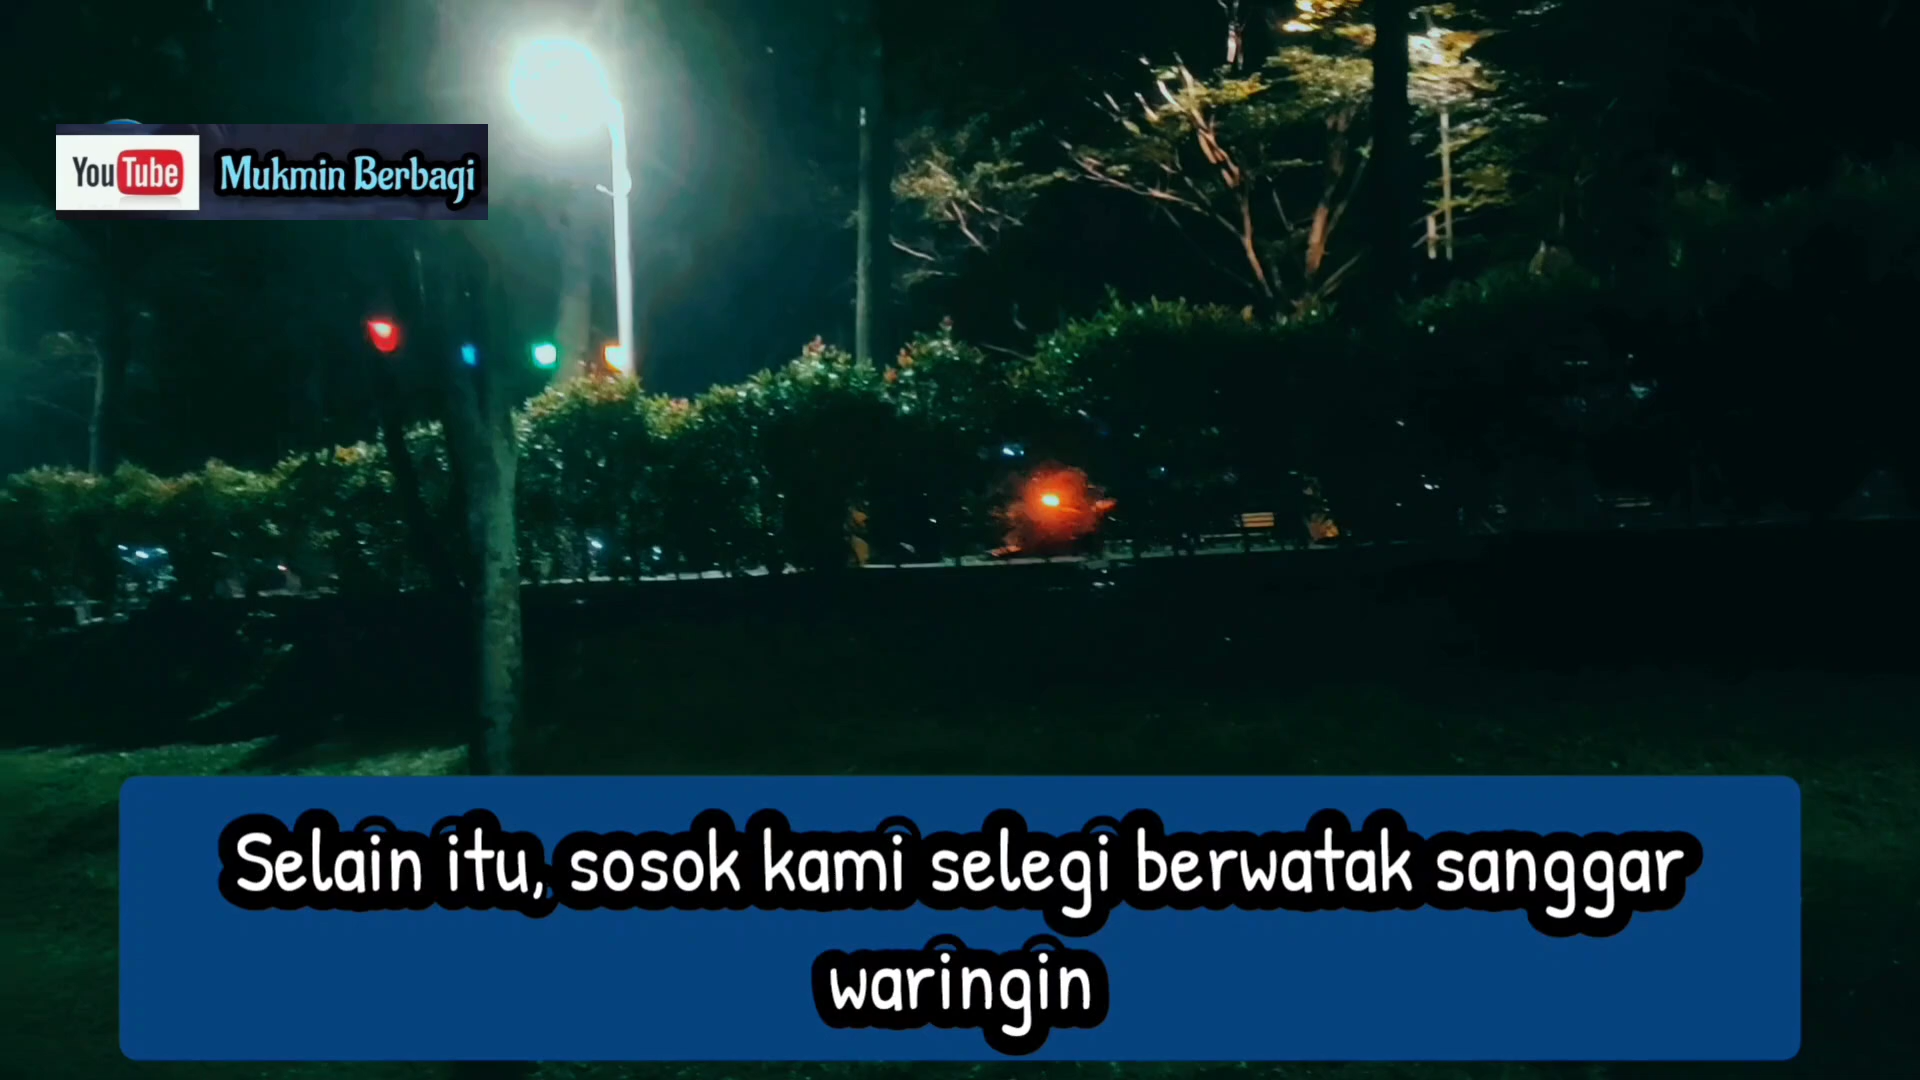 YouTube Mukmin Berbagi
Selain itu, sosok kami selegi berwatak sanggar
waringin